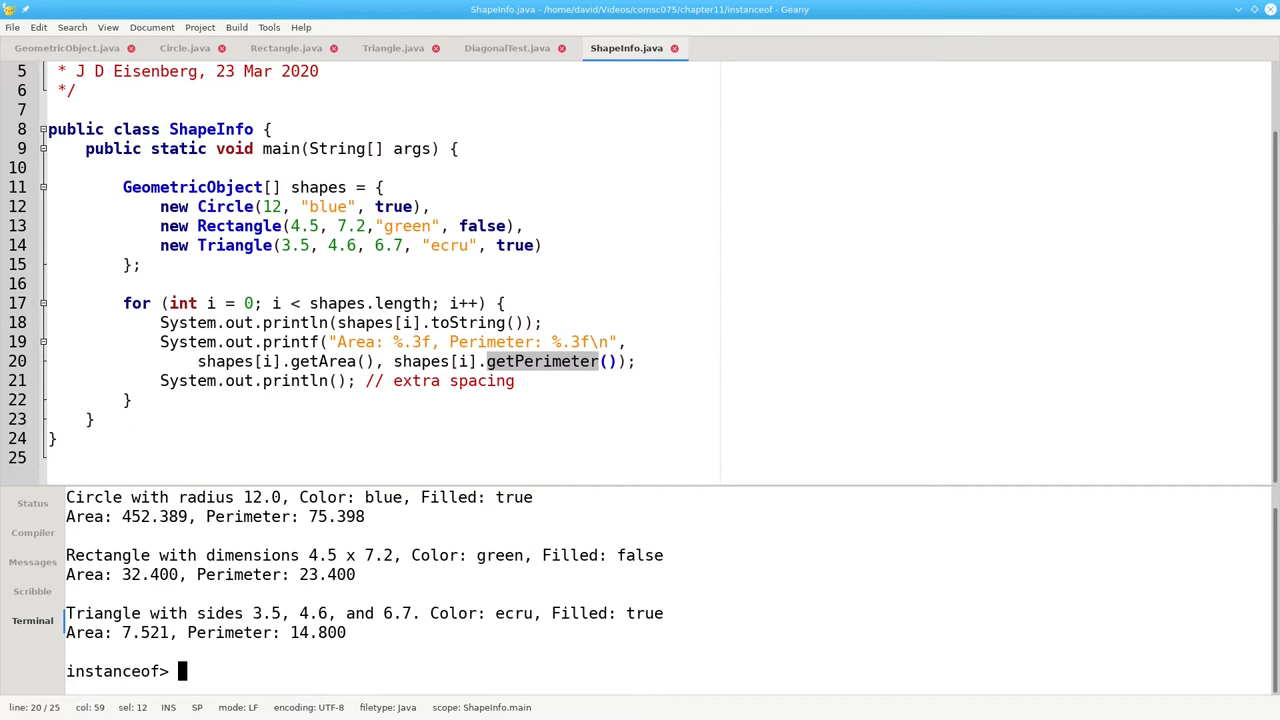 ShapeInfo.java - /home/david/Videos/comsc075/chapter11/instanceof - Geany
File Edit Search View Document Project Build Tools Help
GeometricObject.java Circle.java Rectangle.java Triangle.java DiagonalTest.java ShapeInfo.java
5 * J D Eisenberg, 23 Mar 2020
6 */
7
8 public class ShapeInfo {
9 public static void main(String[] args) {
10
11 GeometricObject[] shapes = {
12 new Circle(12, "blue", true),
13 new Rectangle(4.5, 7.2,"green", false),
14 new Triangle(3.5, 4.6, 6.7, "ecru", true)
15 };
16
17 for (int i = 0; i < shapes.length; i++) {
18 System.out.println(shapes[i].toString());
19 System.out.printf("Area: %.3f, Perimeter: %.3f\n",
20 shapes[i].getArea(), shapes[i].getPerimeter());
21 System.out.println(); // extra spacing
22 }
23 }
24 }
25
Status
Compiler
Messages
Scribble
Terminal
Circle with radius 12.0, Color: blue, Filled: true
Area: 452.389, Perimeter: 75.398
Rectangle with dimensions 4.5 x 7.2, Color: green, Filled: false
Area: 32.400, Perimeter: 23.400
Triangle with sides 3.5, 4.6, and 6.7. Color: ecru, Filled: true
Area: 7.521, Perimeter: 14.800
instanceof>
line: 20 / 25 col: 59 sel: 12 INS SP mode: LF encoding: UTF-8 filetype: Java scope: ShapeInfo.main